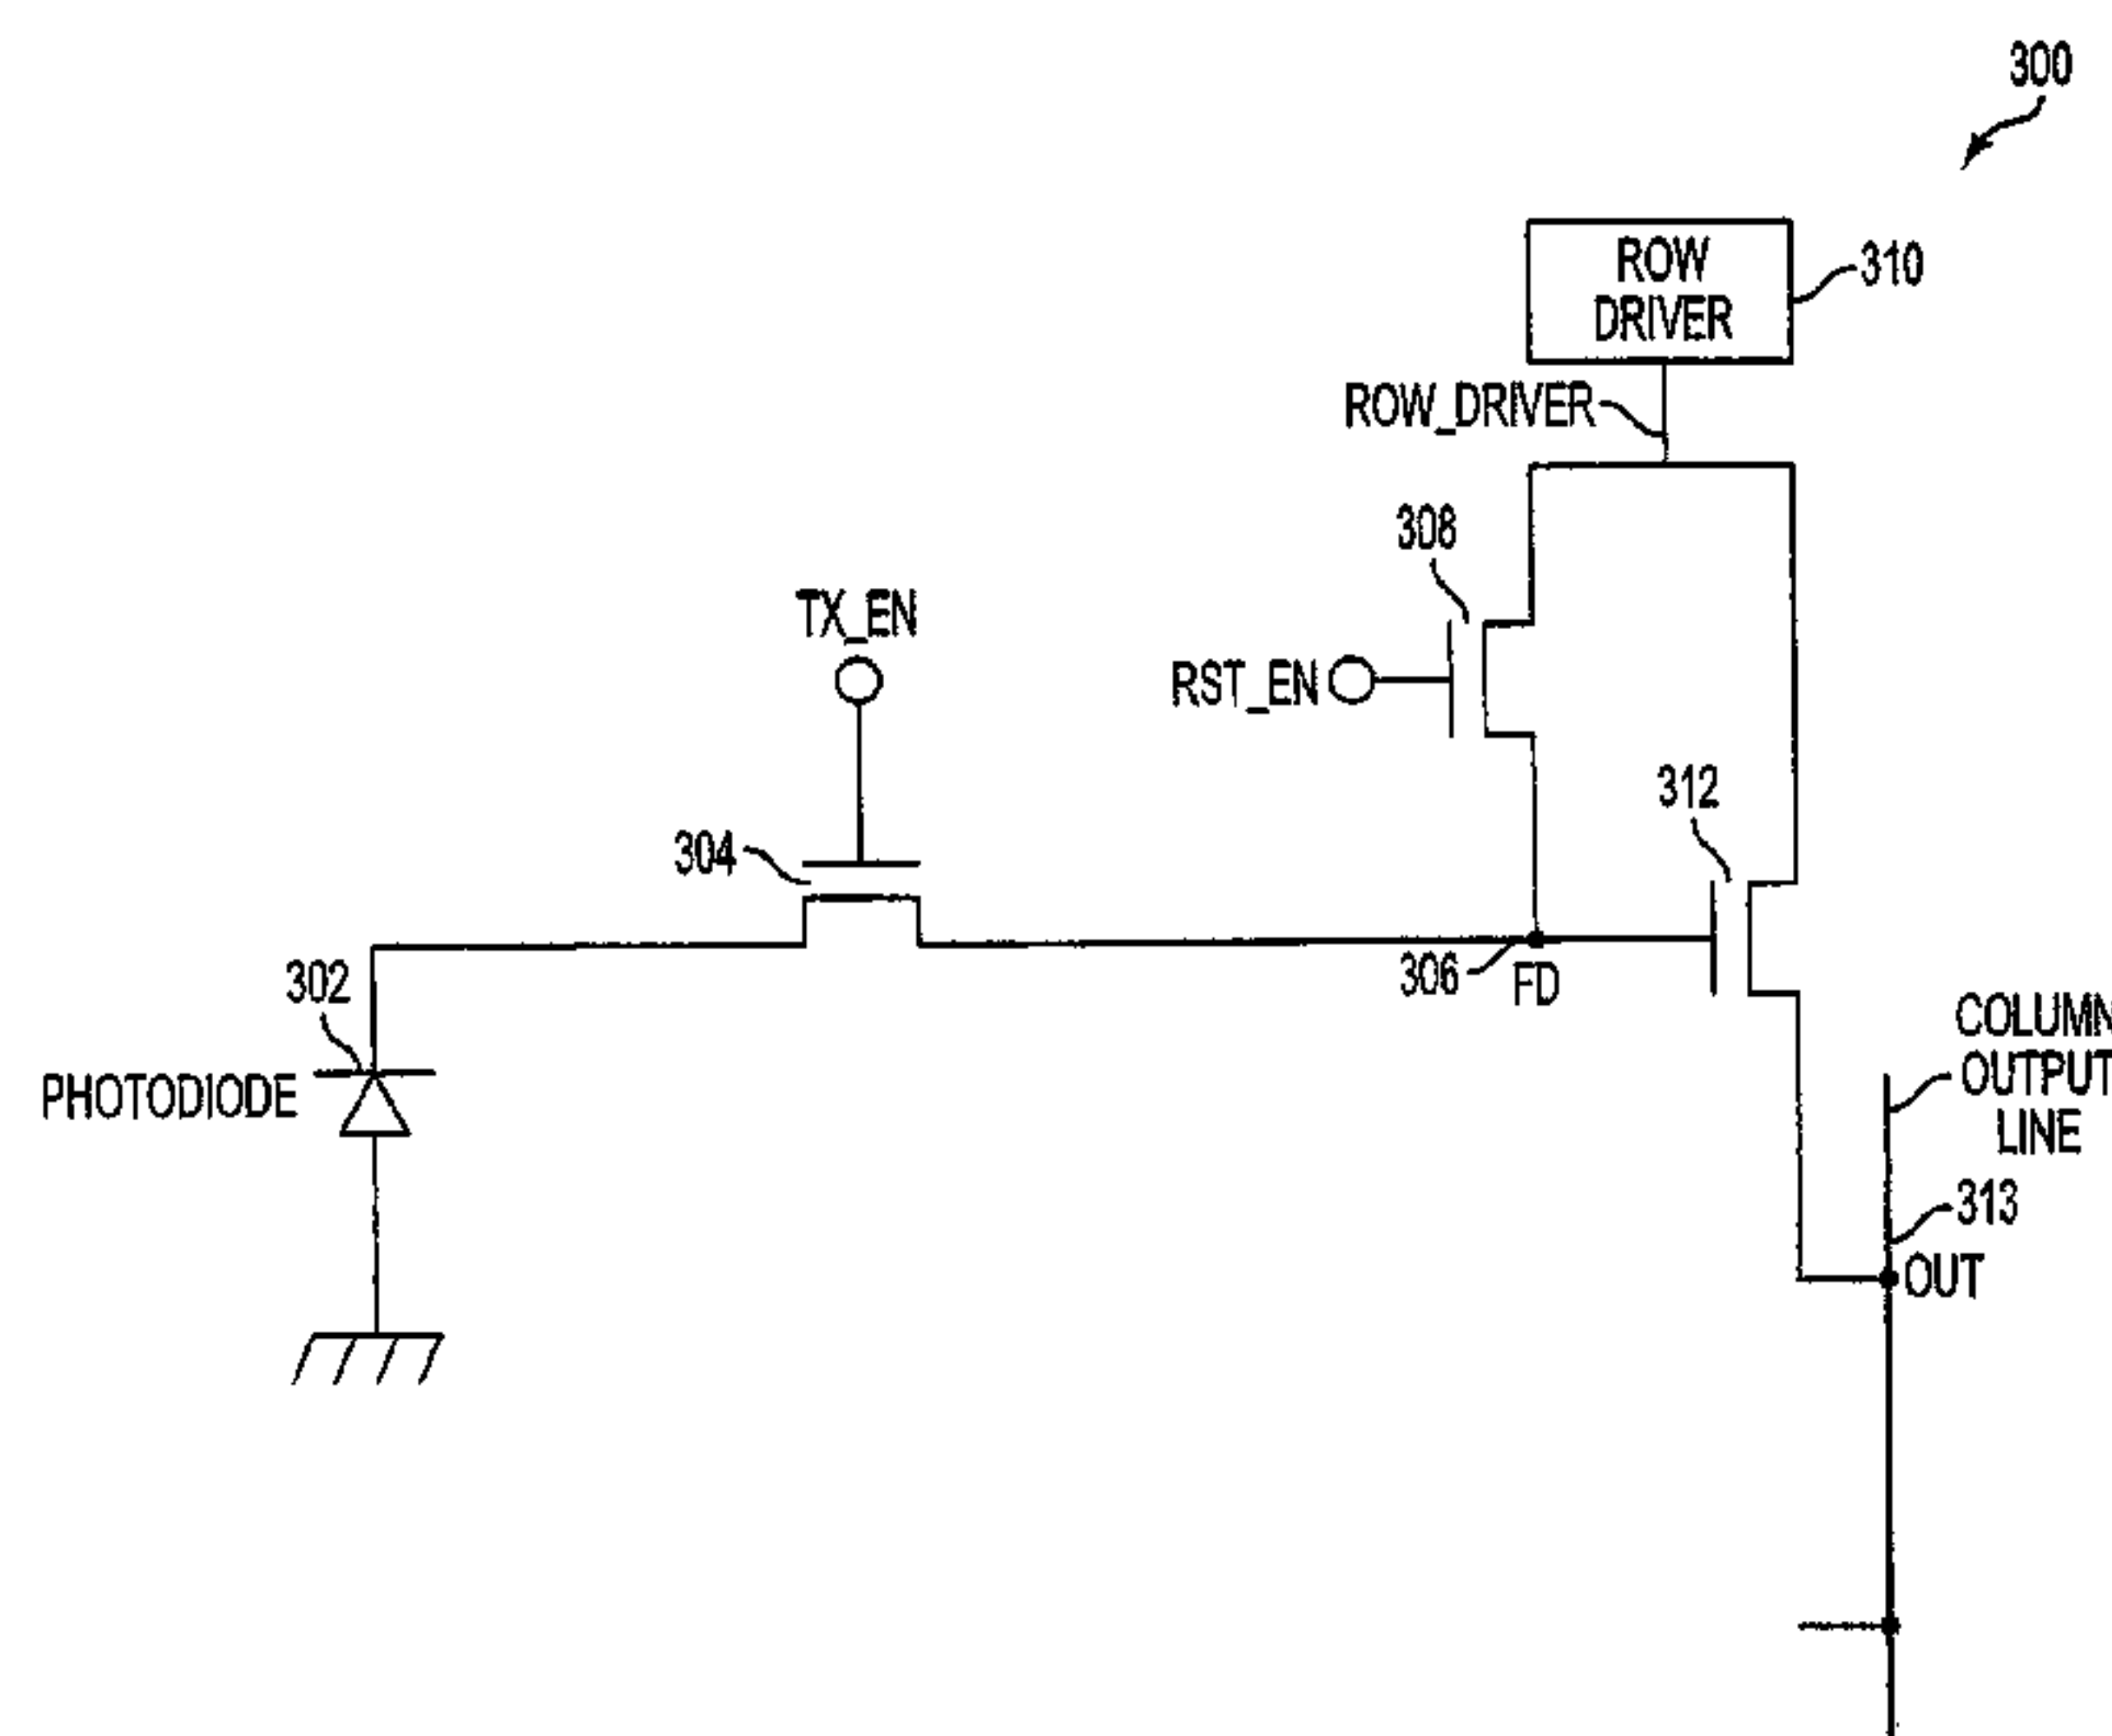 300
ROW
DRIVER
310
ROW_DRIVER
308
TX_EN
RST_EN
312
304
306
FD
302
PHOTODIODE
COLUMN
OUTPUT
LINE
313
OUT